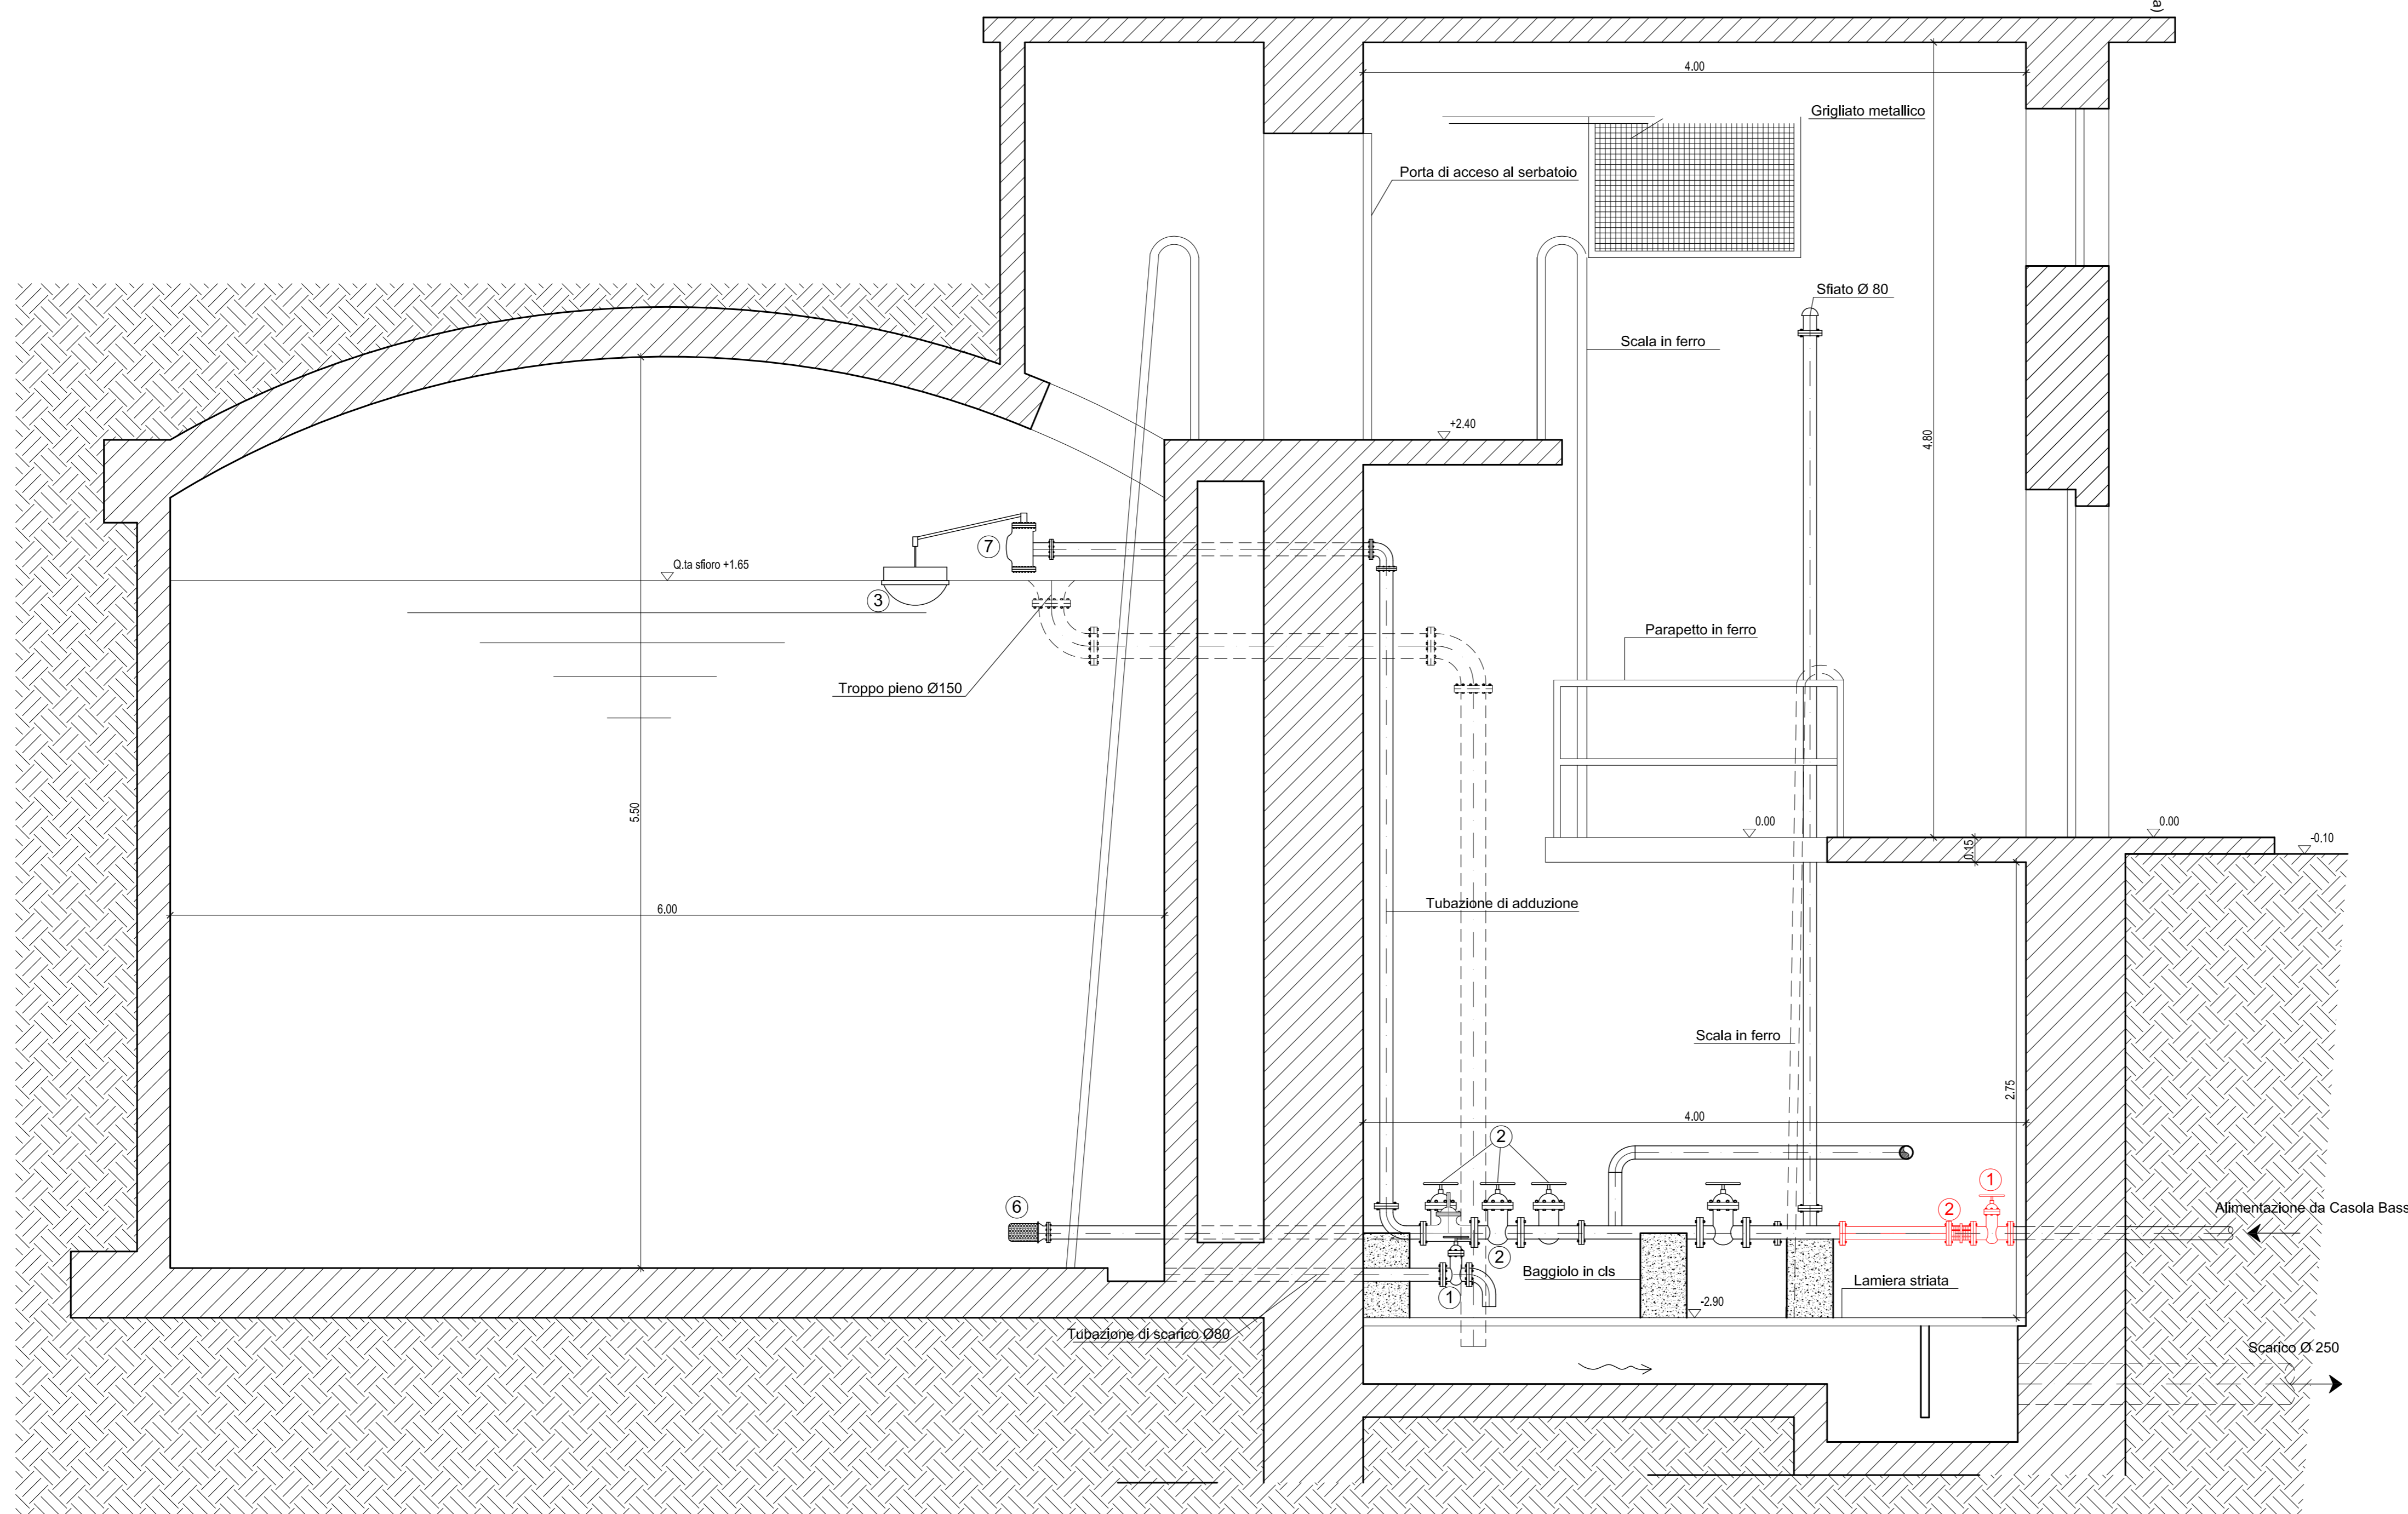 a)
4.00
Grigliato metallico
Porta di acceso al serbatoio
Sfiato Ø 80
Scala in ferro
+2.40
4.80
7
Q.ta sfioro +1.65
3
Parapetto in ferro
Troppo pieno Ø150
5.50
0.00
0.00
-0.10
0.15
6.00
Tubazione di adduzione
Scala in ferro
2.75
4.00
2
1
6
2
Alimentazione da Casola Bass
2
Baggiolo in cls
Lamiera striata
1
-2.90
Tubazione di scarico Ø80
Scarico Ø 250